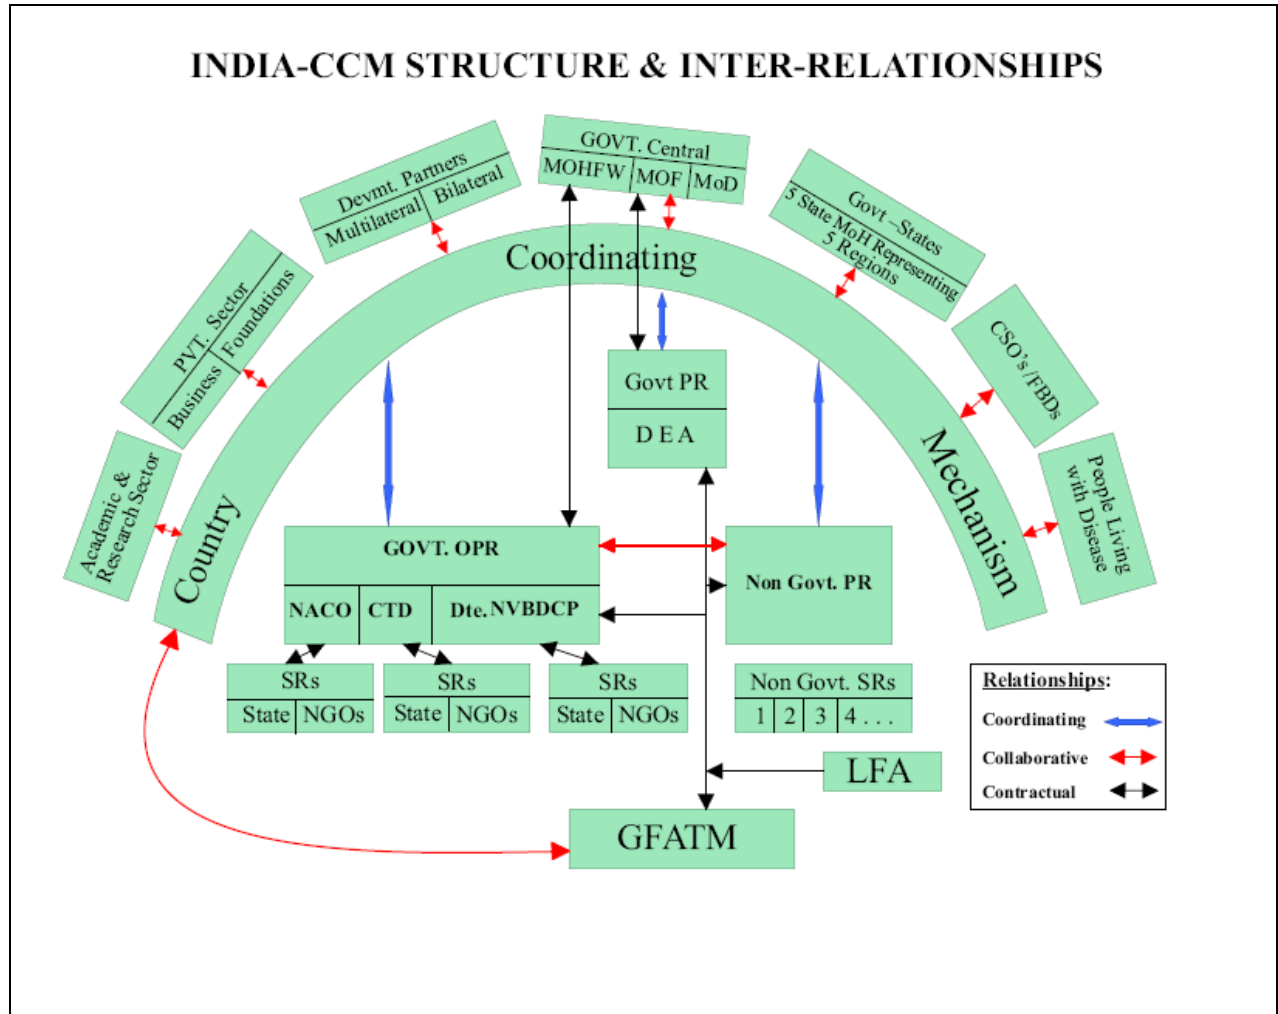 INDIA-CCM STRUCTURE & INTER-RELATIONSHIPS
GOVT. Central
MOHFW MOF MoD
Devmt. Partners
Multilateral Bilateral
Govt –States
5 State MoH Representing
5 Regions
PVT. Sector
Business Foundations
CSO's /FBDs
Academic &
Research Sector
People Living
with Disease
Country Coordinating Mechanism
Govt PR
D E A
GOVT. OPR
NACO CTD Dte. NVBDCP
Non Govt. PR
SRs
State NGOs
SRs
State NGOs
SRs
State NGOs
Non Govt. SRs
1 2 3 4 . . .
LFA
GFATM
Relationships:
Coordinating
Collaborative
Contractual